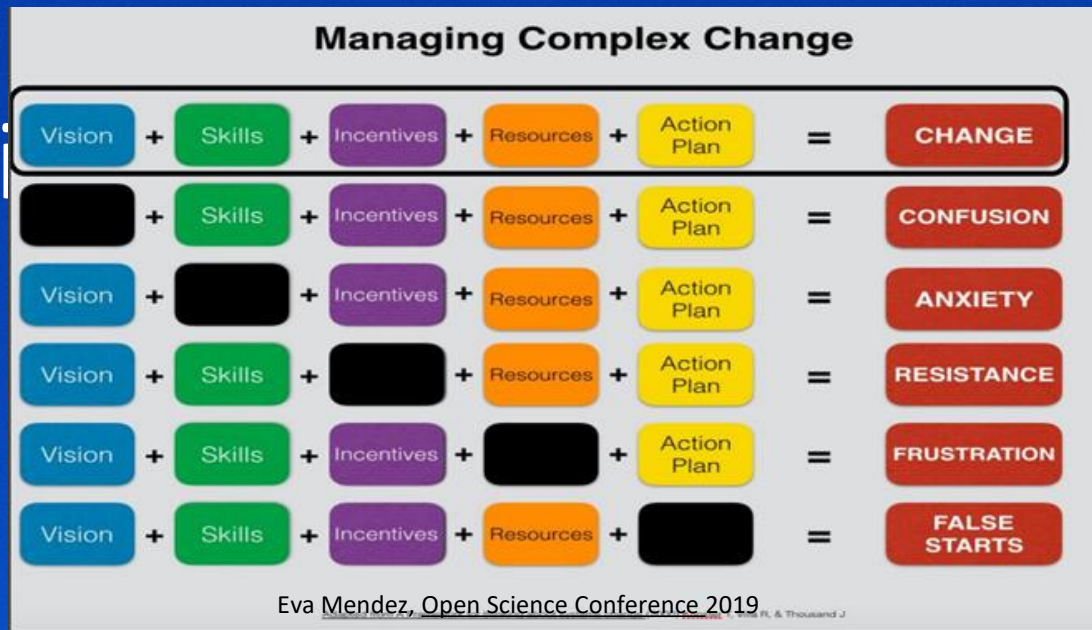 Managing Complex Change
Vision + Skills + Incentives + Resources + Action Plan = CHANGE
+ Skills + Incentives + Resources + Action Plan = CONFUSION
Vision + + Incentives + Resources + Action Plan = ANXIETY
Vision + Skills + + Resources + Action Plan = RESISTANCE
Vision + Skills + Incentives + + Action Plan = FRUSTRATION
Vision + Skills + Incentives + Resources + = FALSE STARTS
Eva Mendez, Open Science Conference 2019
R, & Thousand J